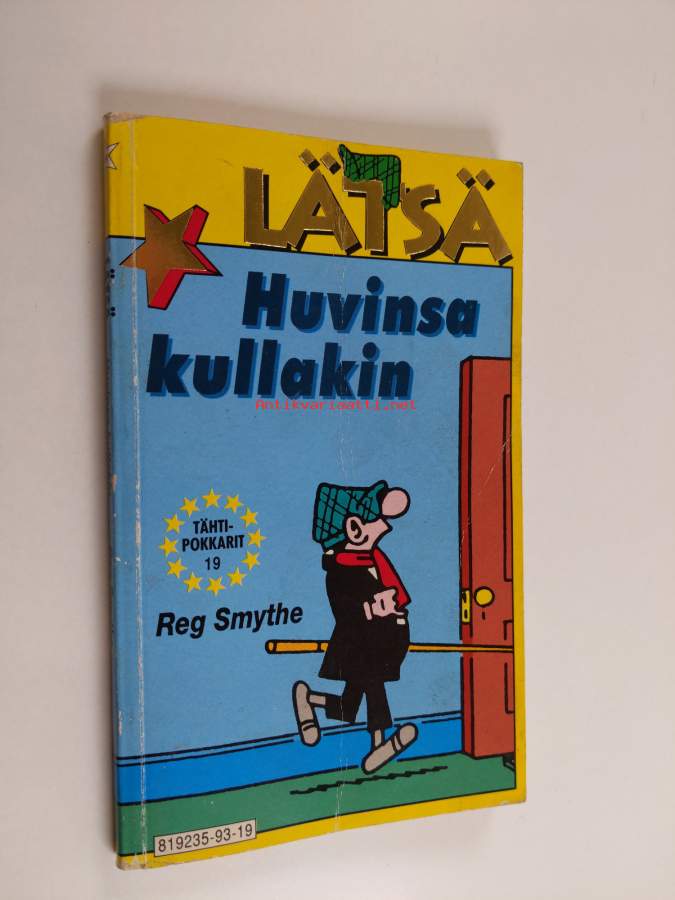 LÄTSÄ
Huvinsa
kullakin
Antikvariaatti.net
TÄHTI-
POKKARIT
19
Reg Smythe
819235-93-19